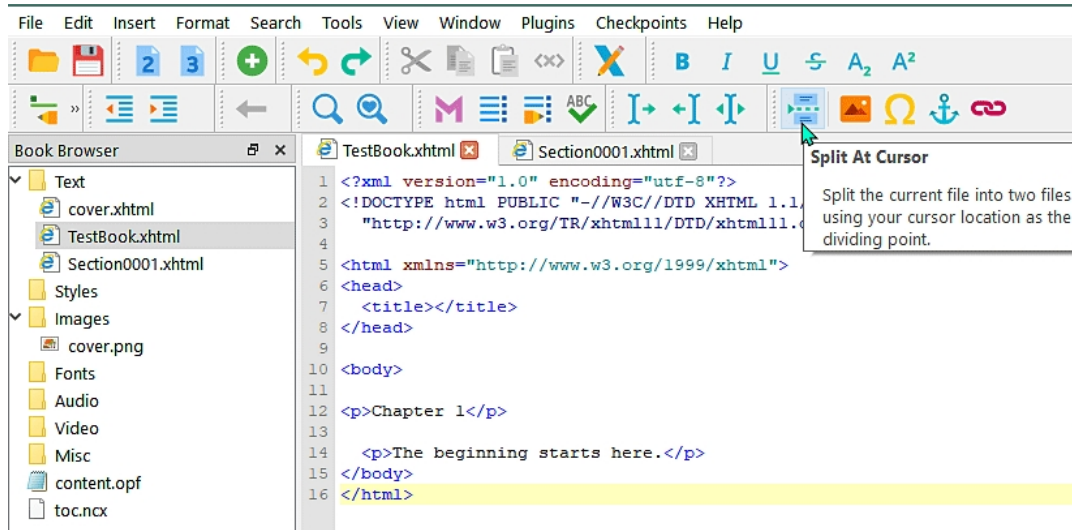 File Edit Insert Format Search Tools View Window Plugins Checkpoints Help
2 3 <×> B I U S A2 A²
» M ABC Ω
Book Browser
TestBook.xhtml Section0001.xhtml
Split At Cursor
Split the current file into two files
using your cursor location as the
dividing point.
Text
cover.xhtml
TestBook.xhtml
Section0001.xhtml
Styles
Images
cover.png
Fonts
Audio
Video
Misc
content.opf
toc.ncx
1 <?xml version="1.0" encoding="utf-8"?>
2 <!DOCTYPE html PUBLIC "-//W3C//DTD XHTML 1.1/
3 "http://www.w3.org/TR/xhtml11/DTD/xhtml11.
4
5 <html xmlns="http://www.w3.org/1999/xhtml">
6 <head>
7 <title></title>
8 </head>
9
10 <body>
11
12 <p>Chapter 1</p>
13
14 <p>The beginning starts here.</p>
15 </body>
16 </html>